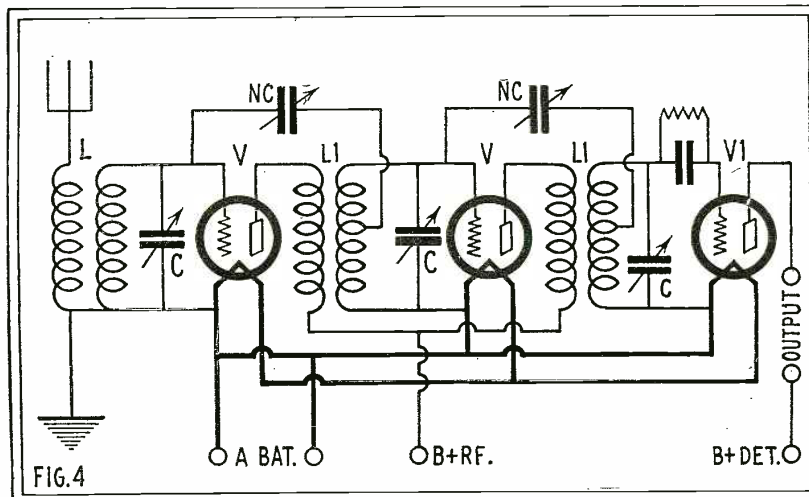 NC
NC
L
V
L1
V
L1
V1
C
C
C
OUTPUT
A BAT.
B+RF.
B+DET.
FIG.4